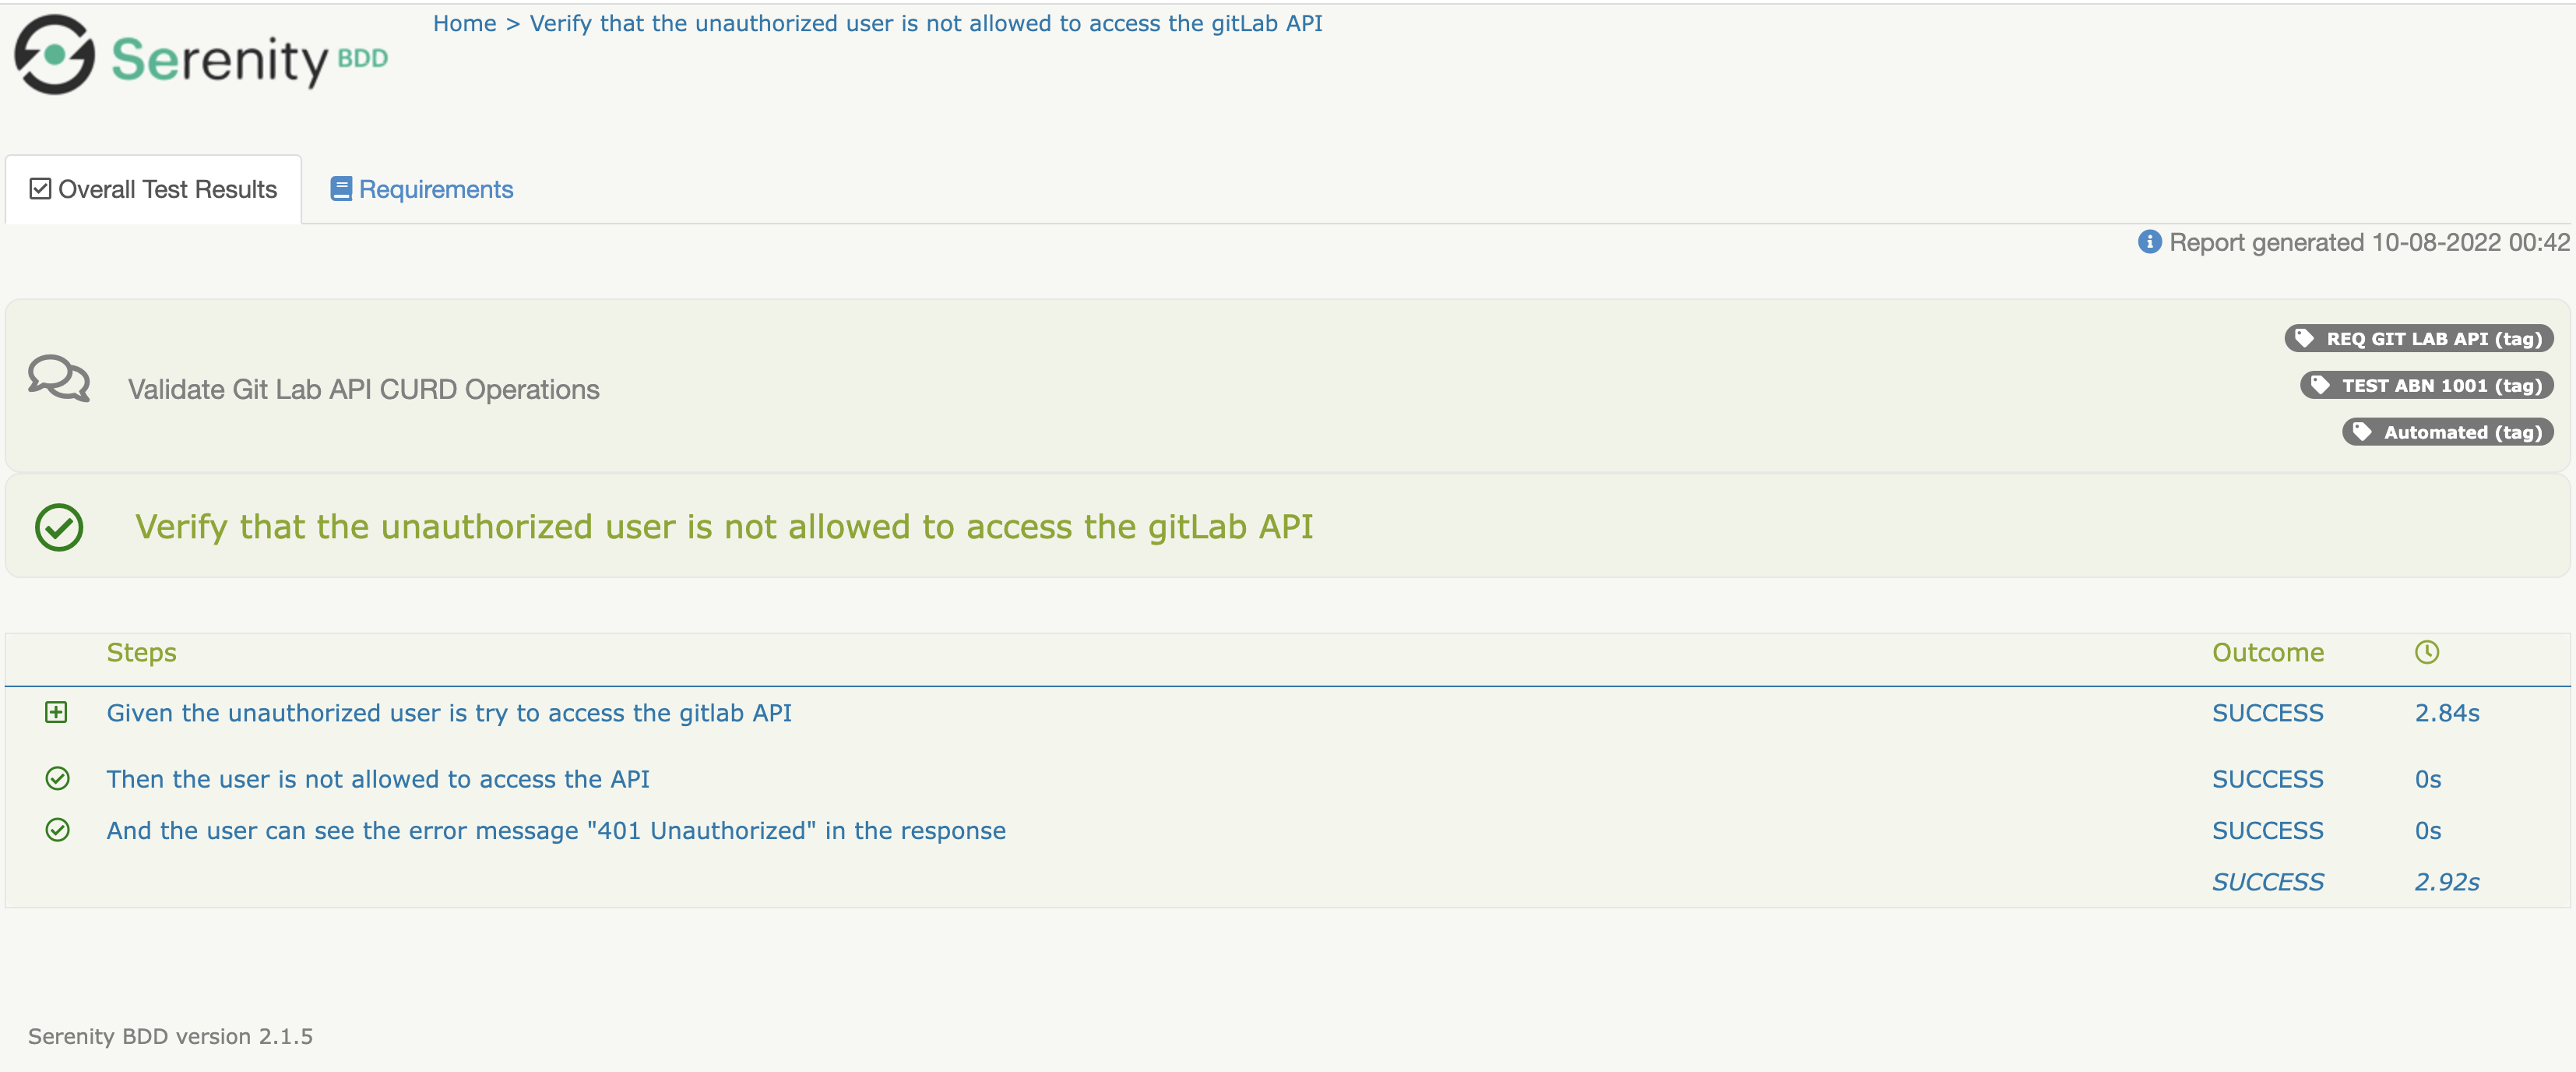 Home > Verify that the unauthorized user is not allowed to access the gitLab API
Serenity BDD
Overall Test Results
Requirements
Report generated 10-08-2022 00:42
REQ GIT LAB API (tag)
Validate Git Lab API CURD Operations
TEST ABN 1001 (tag)
Automated (tag)
Verify that the unauthorized user is not allowed to access the gitLab API
Steps Outcome
Given the unauthorized user is try to access the gitlab API SUCCESS 2.84s
Then the user is not allowed to access the API SUCCESS 0s
And the user can see the error message "401 Unauthorized" in the response SUCCESS 0s
SUCCESS 2.92s
Serenity BDD version 2.1.5